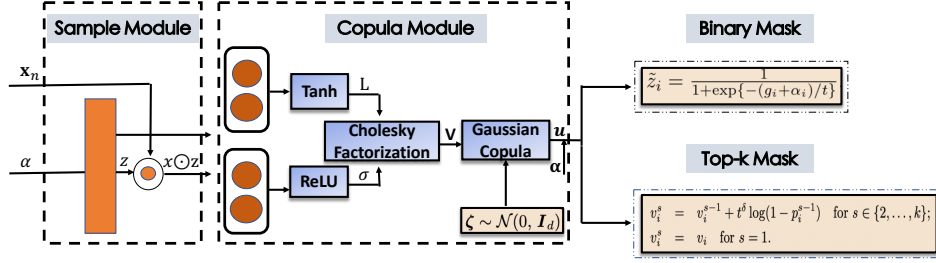 Sample Module
Copula Module
Binary Mask
𝐱ₙ
α
z
x⊙z
Tanh
L
ReLU
σ
Cholesky
Factorization
V
Gaussian
Copula
u
α
ζ ∼ 𝒩(0, I_d)
z̃_i = 1 / 1+exp{−(g_i+α_i)/t}
Top-k Mask
v_i^s = v_i^{s−1} + t^δ log(1 − p_i^{s−1}) for s ∈ {2, . . . , k};
v_i^s = v_i for s = 1.